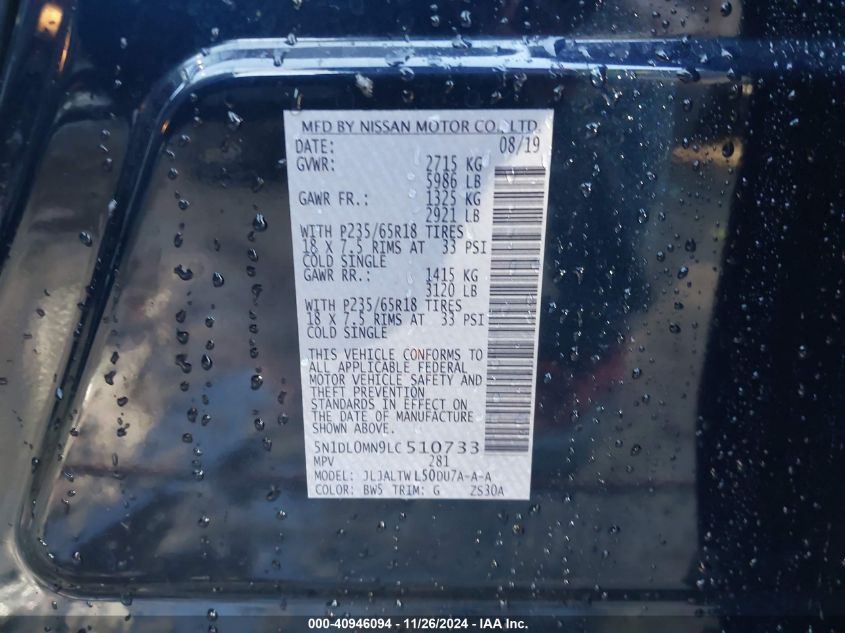 MFD BY NISSAN MOTOR CO., LTD.
DATE: 08/19
GVWR: 2715 KG
5986 LB
GAWR FR.: 1325 KG
2921 LB
WITH P235/65R18 TIRES
18 X 7.5 RIMS AT 33 PSI
COLD SINGLE
GAWR RR.: 1415 KG
3120 LB
WITH P235/65R18 TIRES
18 X 7.5 RIMS AT 33 PSI
COLD SINGLE
THIS VEHICLE CONFORMS TO
ALL APPLICABLE FEDERAL
MOTOR VEHICLE SAFETY AND
THEFT PREVENTION
STANDARDS IN EFFECT ON
THE DATE OF MANUFACTURE
SHOWN ABOVE.
5N1DL0MN9LC510733
MPV 281
MODEL: JLJALTWL50DU7A-A-A
COLOR: BW5 TRIM: G ZS30A
000-40946094 - 11/26/2024 - IAA Inc.